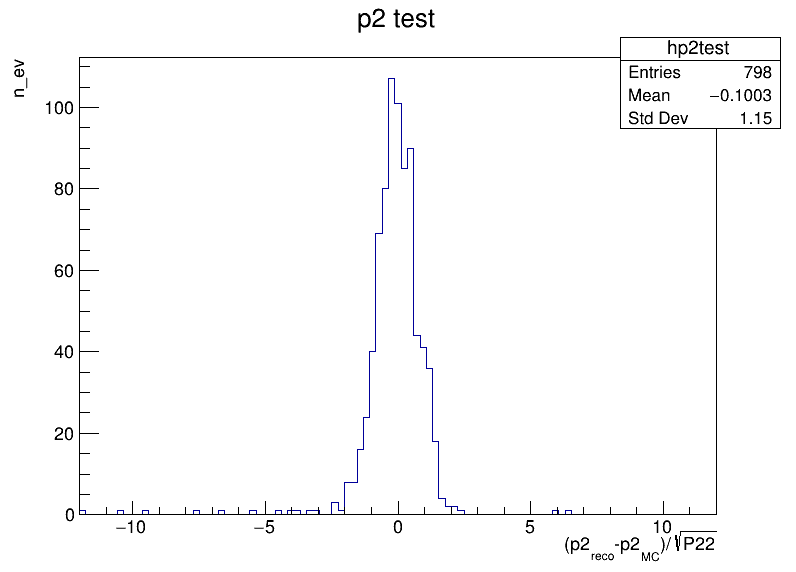 p2 test
hp2test
Entries 798
Mean −0.1003
Std Dev 1.15
n_ev
100
80
60
40
20
0
−10 −5 0 5 10
(p2reco-p2MC)/√P22